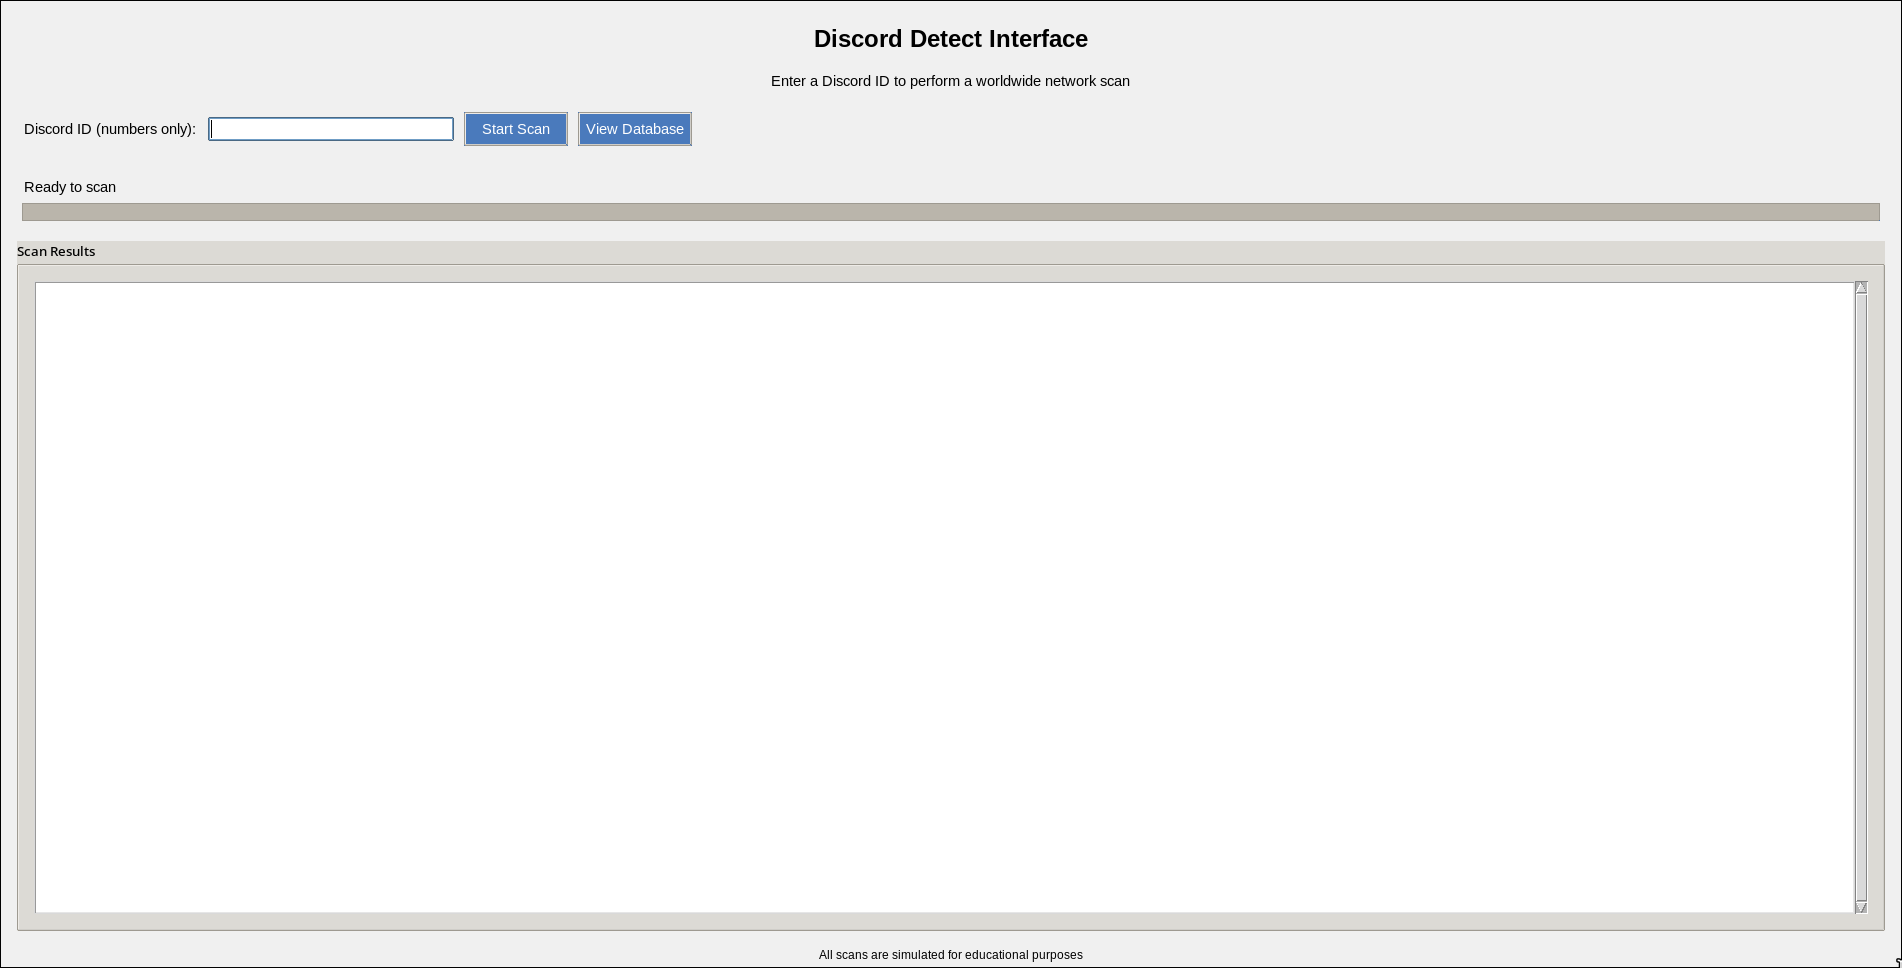 Discord Detect Interface
Enter a Discord ID to perform a worldwide network scan
Discord ID (numbers only): Start Scan View Database
Ready to scan
Scan Results
All scans are simulated for educational purposes